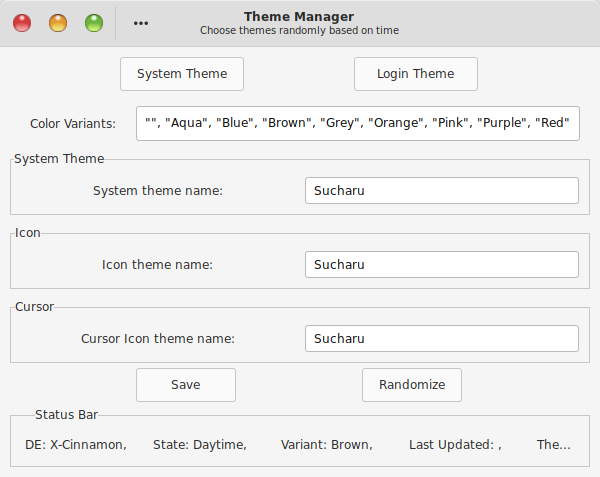 Theme Manager
Choose themes randomly based on time
System Theme Login Theme
Color Variants: "", "Aqua", "Blue", "Brown", "Grey", "Orange", "Pink", "Purple", "Red"
System Theme
System theme name: Sucharu
Icon
Icon theme name: Sucharu
Cursor
Cursor Icon theme name: Sucharu
Save Randomize
Status Bar
DE: X-Cinnamon, State: Daytime, Variant: Brown, Last Updated: , The...